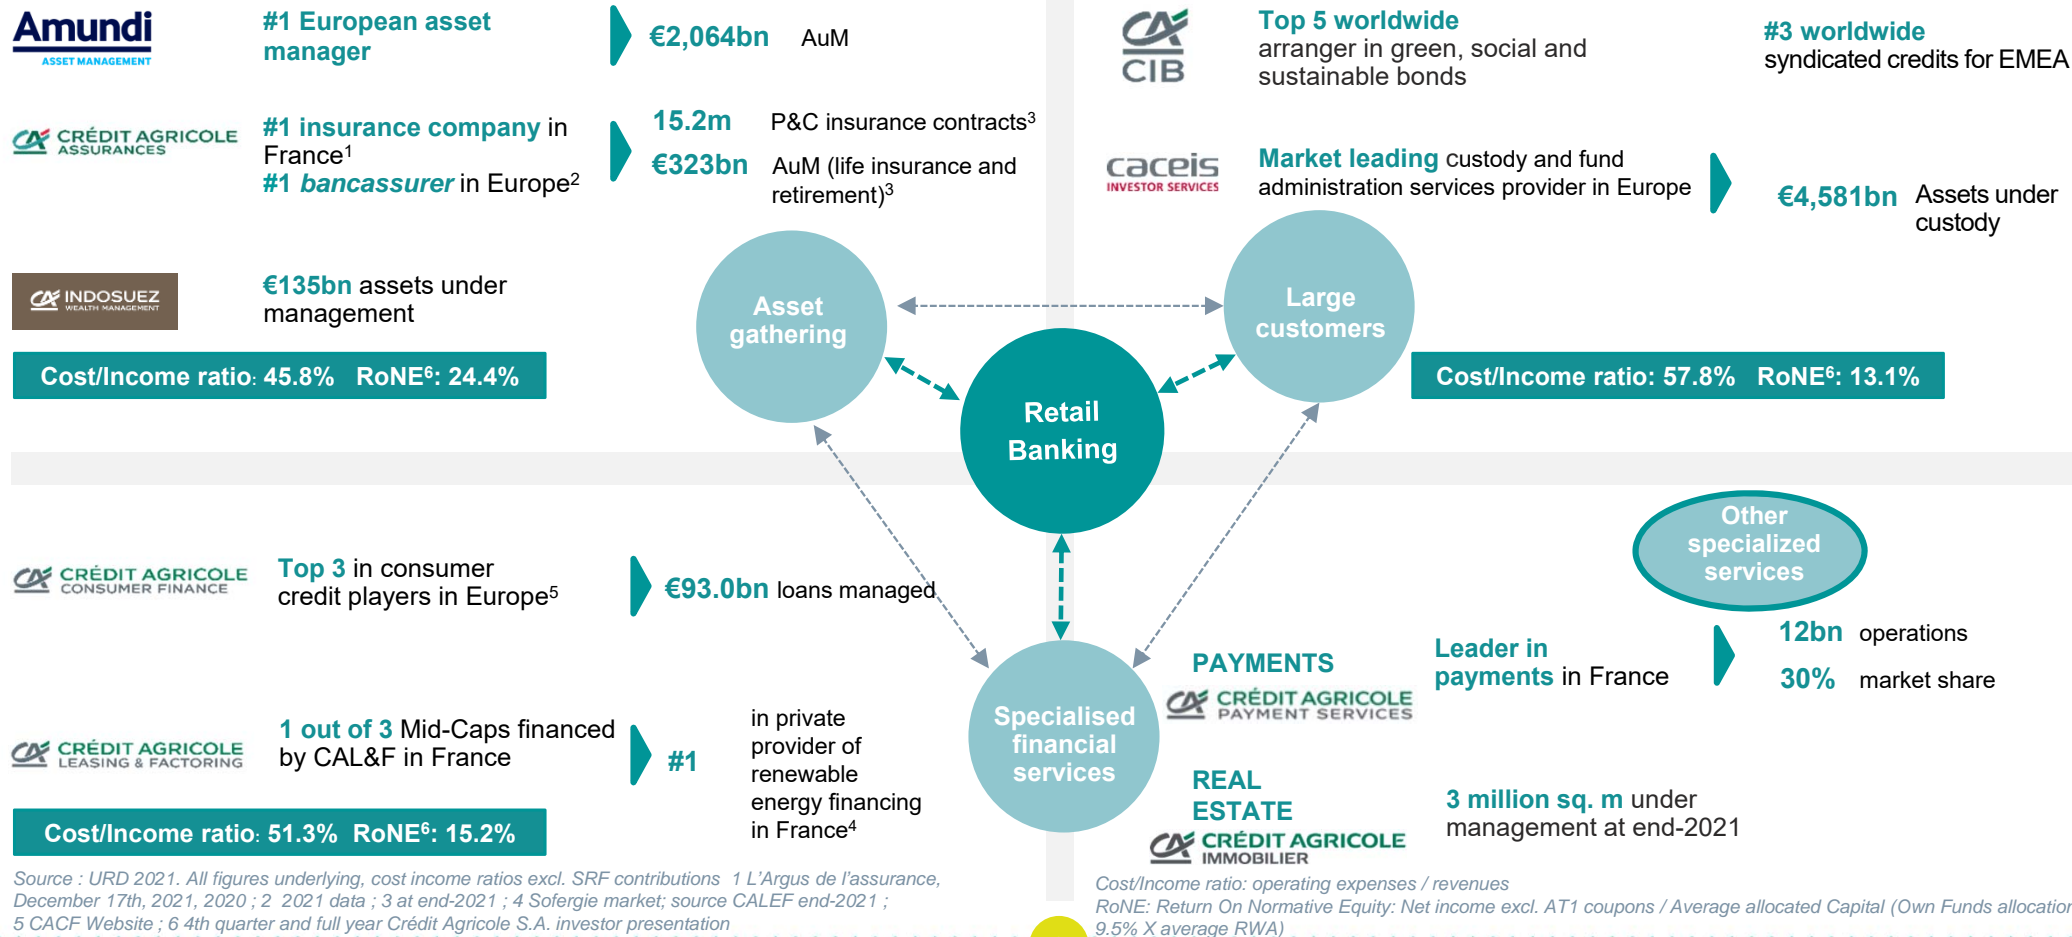 Amundi
ASSET MANAGEMENT
#1 European asset
manager
€2,064bn AuM
CRÉDIT AGRICOLE
ASSURANCES
#1 insurance company in
France1
#1 bancassurer in Europe2
15.2m P&C insurance contracts3
€323bn AuM (life insurance and
retirement)3
INDOSUEZ
WEALTH MANAGEMENT
€135bn assets under
management
Cost/Income ratio: 45.8% RoNE6: 24.4%
CIB
Top 5 worldwide
arranger in green, social and
sustainable bonds
#3 worldwide
syndicated credits for EMEA
caceis
INVESTOR SERVICES
Market leading custody and fund
administration services provider in Europe
€4,581bn Assets under
custody
Cost/Income ratio: 57.8% RoNE6: 13.1%
Asset
gathering
Large
customers
Retail
Banking
Specialised
financial
services
CRÉDIT AGRICOLE
CONSUMER FINANCE
Top 3 in consumer
credit players in Europe5
€93.0bn loans managed
CRÉDIT AGRICOLE
LEASING & FACTORING
1 out of 3 Mid-Caps financed
by CAL&F in France
#1
in private
provider of
renewable
energy financing
in France4
Cost/Income ratio: 51.3% RoNE6: 15.2%
Other
specialized
services
PAYMENTS
CRÉDIT AGRICOLE
PAYMENT SERVICES
Leader in
payments in France
12bn operations
30% market share
REAL
ESTATE
CRÉDIT AGRICOLE
IMMOBILIER
3 million sq. m under
management at end-2021
Source : URD 2021. All figures underlying, cost income ratios excl. SRF contributions 1 L'Argus de l'assurance,
December 17th, 2021, 2020 ; 2 2021 data ; 3 at end-2021 ; 4 Sofergie market; source CALEF end-2021 ;
5 CACF Website ; 6 4th quarter and full year Crédit Agricole S.A. investor presentation
Cost/Income ratio: operating expenses / revenues
RoNE: Return On Normative Equity: Net income excl. AT1 coupons / Average allocated Capital (Own Funds allocation
9.5% X average RWA)